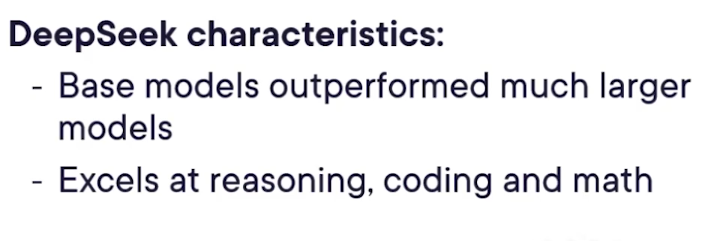 DeepSeek characteristics:
- Base models outperformed much larger
models
- Excels at reasoning, coding and math